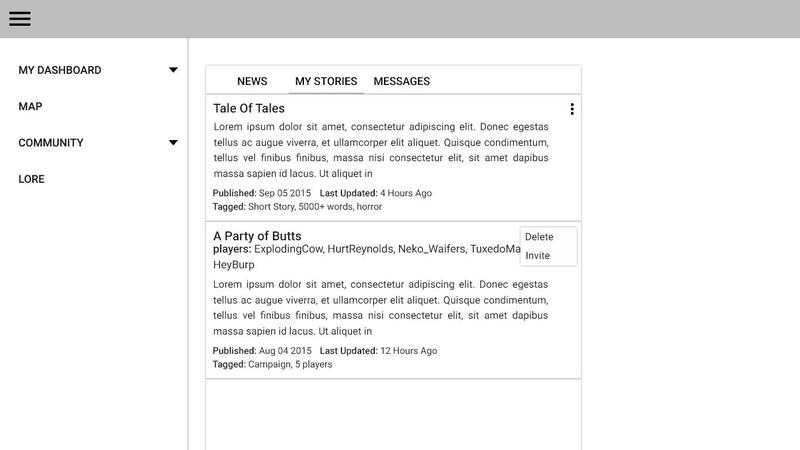 MY DASHBOARD
MAP
COMMUNITY
LORE
NEWS MY STORIES MESSAGES
Tale Of Tales
Lorem ipsum dolor sit amet, consectetur adipiscing elit. Donec egestas
tellus ac augue viverra, et ullamcorper elit aliquet. Quisque condimentum,
tellus vel finibus finibus, massa nisi consectetur elit, sit amet dapibus
massa sapien id lacus. Ut aliquet in
Published: Sep 05 2015 Last Updated: 4 Hours Ago
Tagged: Short Story, 5000+ words, horror
A Party of Butts
players: ExplodingCow, HurtReynolds, Neko_Waifers, TuxedoMa
HeyBurp
Delete
Invite
Lorem ipsum dolor sit amet, consectetur adipiscing elit. Donec egestas
tellus ac augue viverra, et ullamcorper elit aliquet. Quisque condimentum,
tellus vel finibus finibus, massa nisi consectetur elit, sit amet dapibus
massa sapien id lacus. Ut aliquet in
Published: Aug 04 2015 Last Updated: 12 Hours Ago
Tagged: Campaign, 5 players